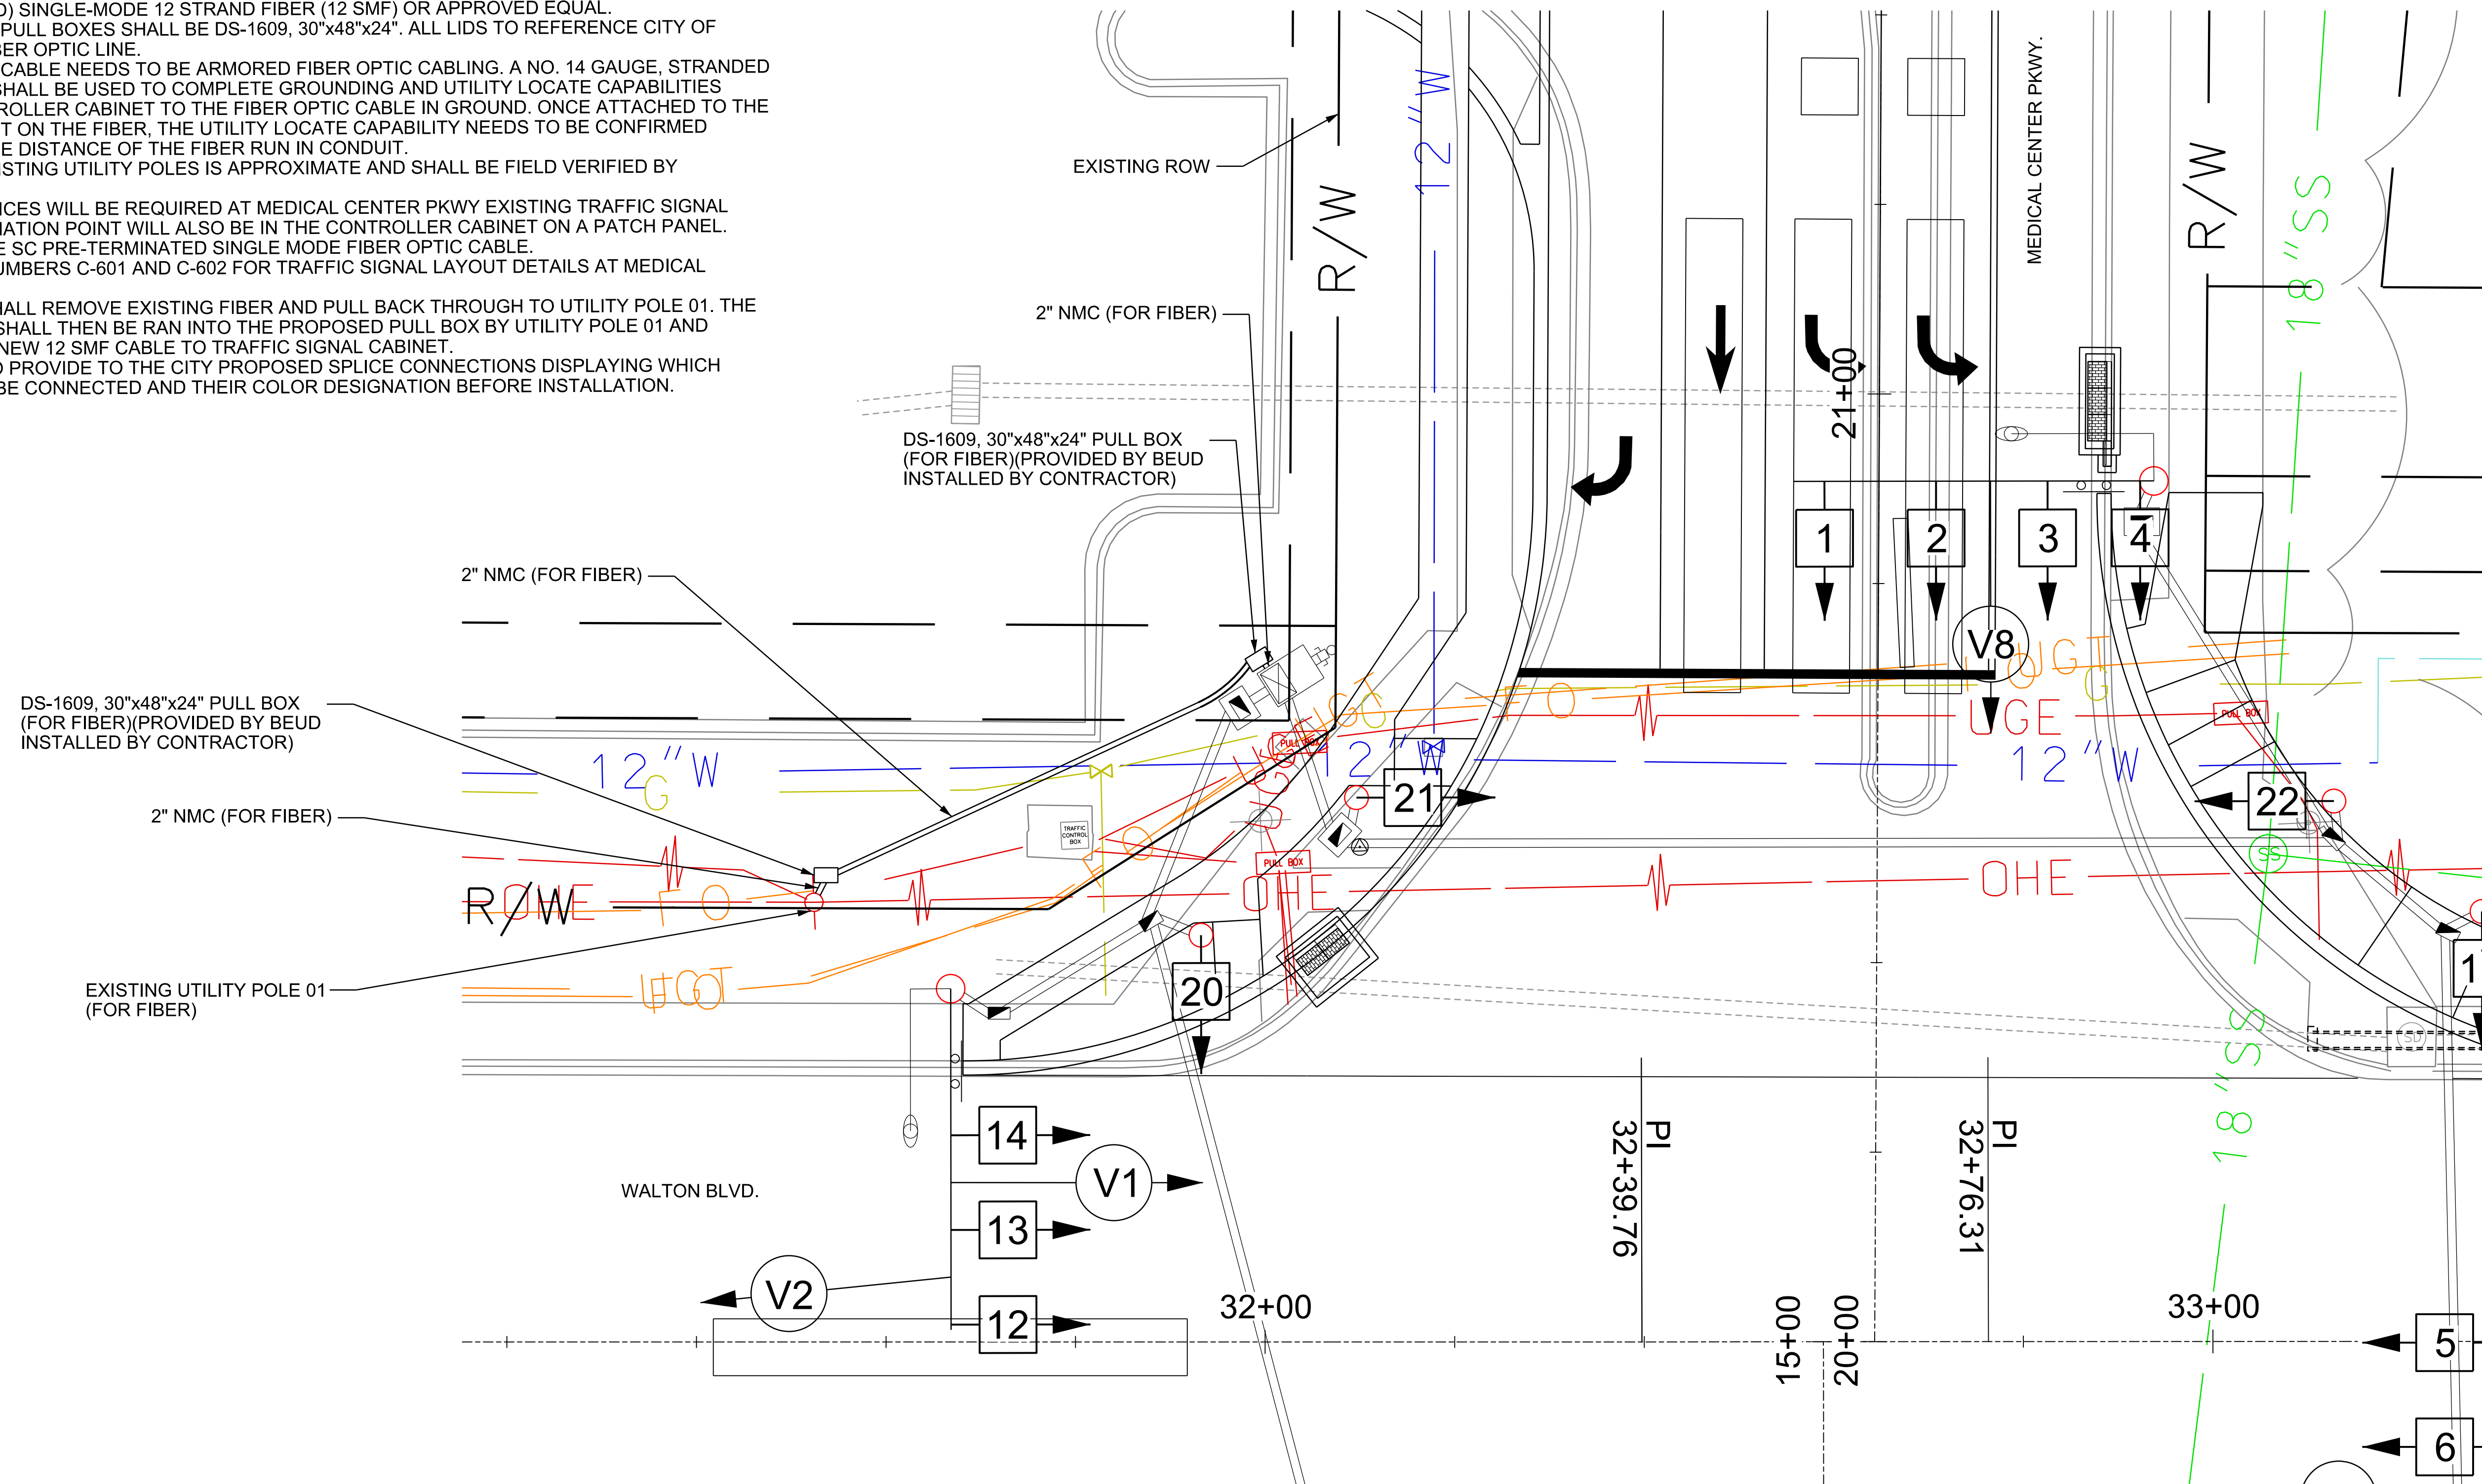 D) SINGLE-MODE 12 STRAND FIBER (12 SMF) OR APPROVED EQUAL.
PULL BOXES SHALL BE DS-1609, 30"x48"x24". ALL LIDS TO REFERENCE CITY OF
BER OPTIC LINE.
CABLE NEEDS TO BE ARMORED FIBER OPTIC CABLING. A NO. 14 GAUGE, STRANDED
SHALL BE USED TO COMPLETE GROUNDING AND UTILITY LOCATE CAPABILITIES
TROLLER CABINET TO THE FIBER OPTIC CABLE IN GROUND. ONCE ATTACHED TO THE
T ON THE FIBER, THE UTILITY LOCATE CAPABILITY NEEDS TO BE CONFIRMED
E DISTANCE OF THE FIBER RUN IN CONDUIT.
ISTING UTILITY POLES IS APPROXIMATE AND SHALL BE FIELD VERIFIED BY
ICES WILL BE REQUIRED AT MEDICAL CENTER PKWY EXISTING TRAFFIC SIGNAL
NATION POINT WILL ALSO BE IN THE CONTROLLER CABINET ON A PATCH PANEL.
E SC PRE-TERMINATED SINGLE MODE FIBER OPTIC CABLE.
UMBERS C-601 AND C-602 FOR TRAFFIC SIGNAL LAYOUT DETAILS AT MEDICAL
HALL REMOVE EXISTING FIBER AND PULL BACK THROUGH TO UTILITY POLE 01. THE
SHALL THEN BE RAN INTO THE PROPOSED PULL BOX BY UTILITY POLE 01 AND
NEW 12 SMF CABLE TO TRAFFIC SIGNAL CABINET.
O PROVIDE TO THE CITY PROPOSED SPLICE CONNECTIONS DISPLAYING WHICH
BE CONNECTED AND THEIR COLOR DESIGNATION BEFORE INSTALLATION.
EXISTING ROW
R/W
12"W
MEDICAL CENTER PKWY.
R/W
18"SS
2" NMC (FOR FIBER)
21+00
DS-1609, 30"x48"x24" PULL BOX
(FOR FIBER)(PROVIDED BY BEUD
INSTALLED BY CONTRACTOR)
1
2
3
4
2" NMC (FOR FIBER)
V8
UGT
G
DS-1609, 30"x48"x24" PULL BOX
(FOR FIBER)(PROVIDED BY BEUD
INSTALLED BY CONTRACTOR)
FO
UGT
G
UGE
PULL BOX
PULL BOX
12"W
G
12"W
12"W
21
22
2" NMC (FOR FIBER)
TRAFFIC
CONTROL
BOX
FO
UGE
PULL BOX
SS
R/W
OHE
FO
OHE
OHE
EXISTING UTILITY POLE 01
(FOR FIBER)
UGT
20
1
SD
18"SS
14
V1
13
WALTON BLVD.
V2
12
32+00
PI
32+39.76
PI
32+76.31
15+00
20+00
33+00
5
6